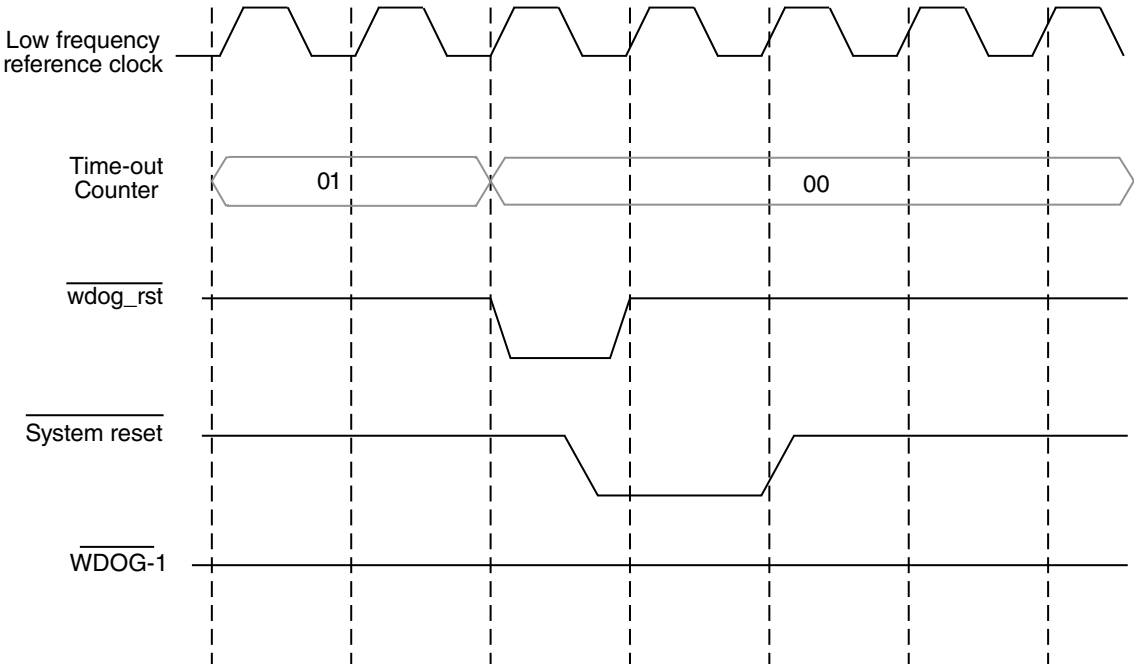 Low frequency
reference clock
Time-out
Counter
01
00
wdog_rst
System reset
WDOG-1